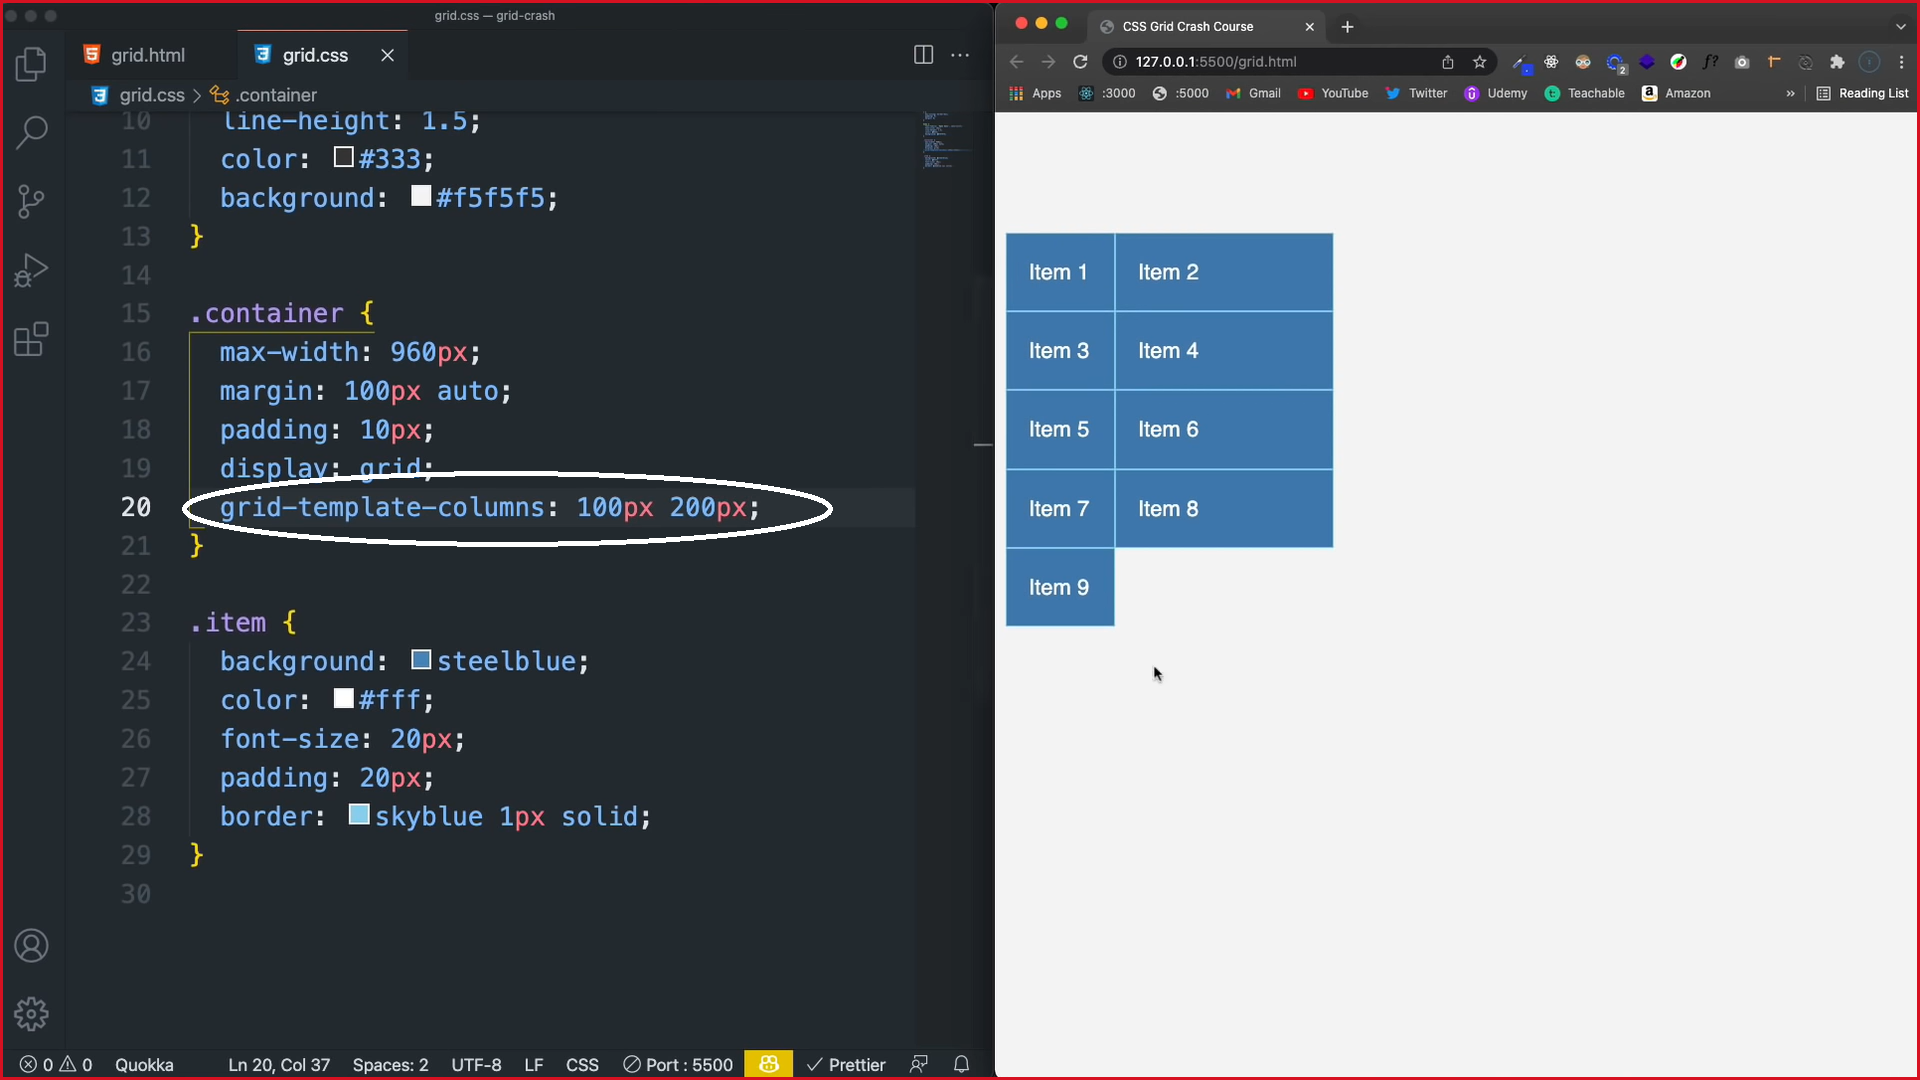 grid.css — grid-crash
grid.html
grid.css
grid.css > .container
10 line-height: 1.5;
11 color: #333;
12 background: #f5f5f5;
13 }
14
15 .container {
16 max-width: 960px;
17 margin: 100px auto;
18 padding: 10px;
19 display: grid;
20 grid-template-columns: 100px 200px;
21 }
22
23 .item {
24 background: steelblue;
25 color: #fff;
26 font-size: 20px;
27 padding: 20px;
28 border: skyblue 1px solid;
29 }
30
0 0 Quokka Ln 20, Col 37 Spaces: 2 UTF-8 LF CSS Port : 5500 Prettier
CSS Grid Crash Course
127.0.0.1:5500/grid.html
2
f?
Apps :3000 :5000 Gmail YouTube Twitter Udemy Teachable Amazon » Reading List
Item 1 Item 2
Item 3 Item 4
Item 5 Item 6
Item 7 Item 8
Item 9